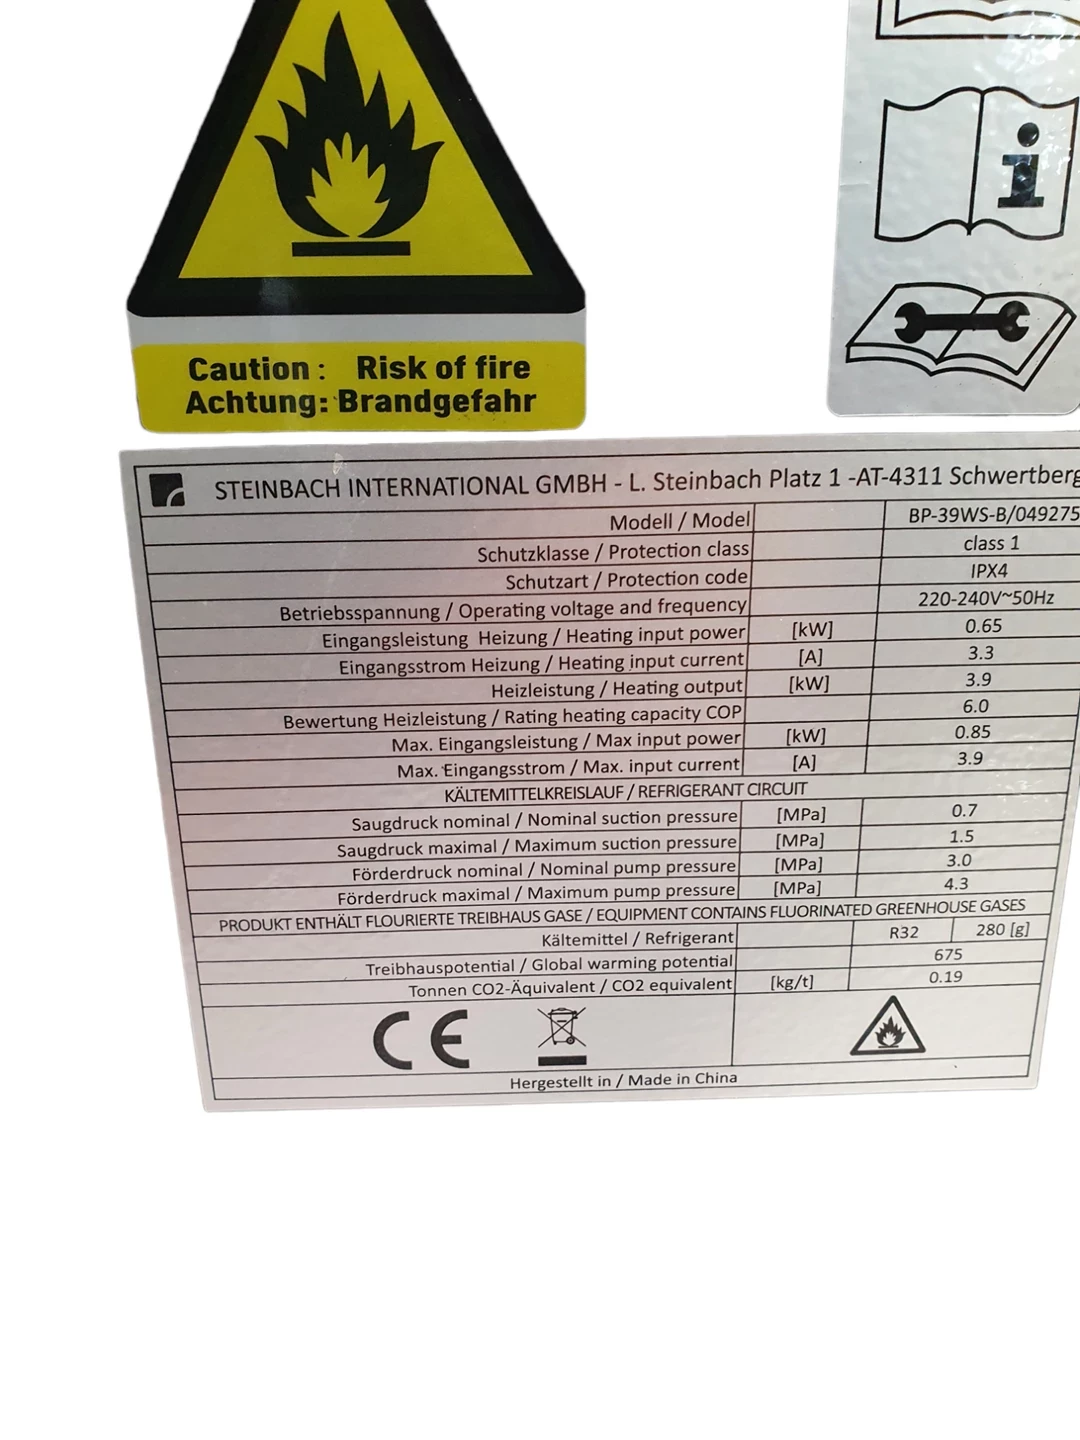 Caution : Risk of fire
Achtung: Brandgefahr
STEINBACH INTERNATIONAL GMBH - L. Steinbach Platz 1 -AT-4311 Schwertberg
Modell / Model BP-39WS-B/049275
Schutzklasse / Protection class class 1
Schutzart / Protection code IPX4
Betriebsspannung / Operating voltage and frequency 220-240V~50Hz
Eingangsleistung Heizung / Heating input power [kW] 0.65
Eingangsstrom Heizung / Heating input current [A] 3.3
Heizleistung / Heating output [kW] 3.9
Bewertung Heizleistung / Rating heating capacity COP 6.0
Max. Eingangsleistung / Max input power [kW] 0.85
Max. Eingangsstrom / Max. input current [A] 3.9
KÄLTEMITTELKREISLAUF / REFRIGERANT CIRCUIT
Saugdruck nominal / Nominal suction pressure [MPa] 0.7
Saugdruck maximal / Maximum suction pressure [MPa] 1.5
Förderdruck nominal / Nominal pump pressure [MPa] 3.0
Förderdruck maximal / Maximum pump pressure [MPa] 4.3
PRODUKT ENTHÄLT FLOURIERTE TREIBHAUS GASE / EQUIPMENT CONTAINS FLUORINATED GREENHOUSE GASES
Kältemittel / Refrigerant R32 280 [g]
Treibhauspotential / Global warming potential 675
Tonnen CO2-Äquivalent / CO2 equivalent [kg/t] 0.19
CE
Hergestellt in / Made in China